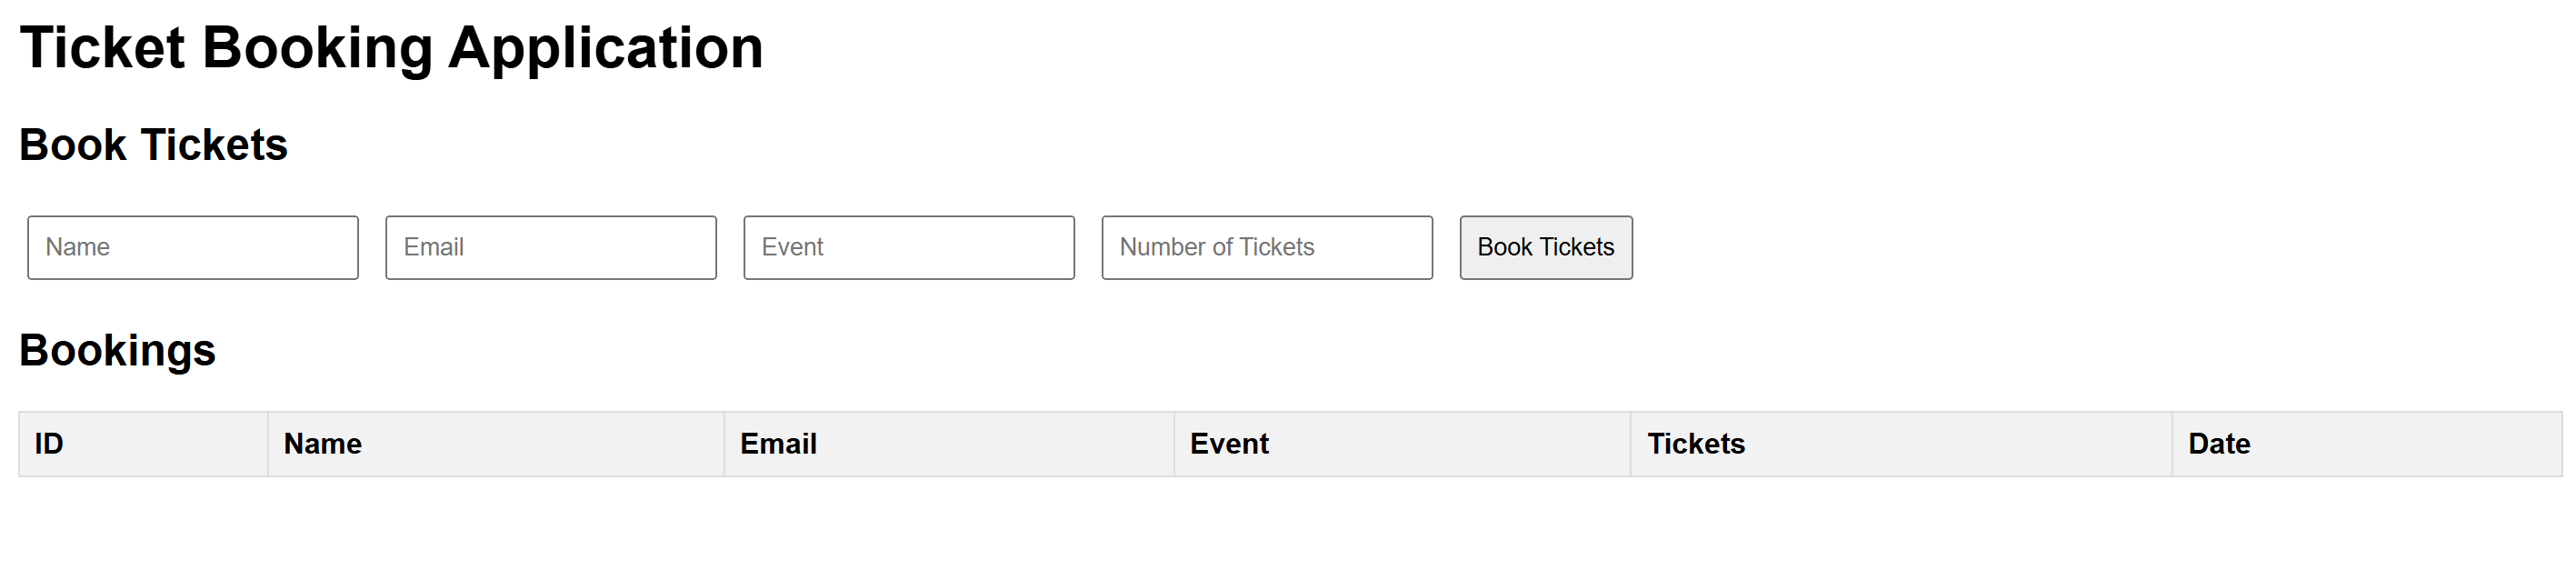 Ticket Booking Application
Book Tickets
Name Email Event Number of Tickets Book Tickets
Bookings
ID Name Email Event Tickets Date